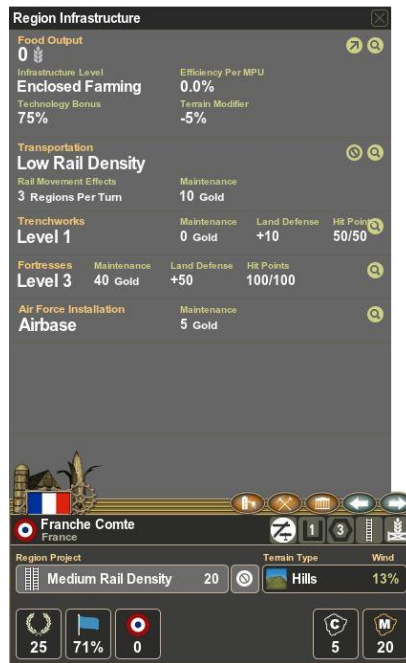 Region Infrastructure
Food Output
0
Infrastructure Level Efficiency Per MPU
Enclosed Farming 0.0%
Technology Bonus Terrain Modifier
75% -5%
Transportation
Low Rail Density
Rail Movement Effects Maintenance
3 Regions Per Turn 10 Gold
Trenchworks Maintenance Land Defense Hit Points
Level 1 0 Gold +10 50/50
Fortresses Maintenance Land Defense Hit Points
Level 3 40 Gold +50 100/100
Air Force Installation Maintenance
Airbase 5 Gold
Franche Comte
France
1 3
Region Project Terrain Type Wind
Medium Rail Density 20 Hills 13%
C M
25 71% 0 5 20